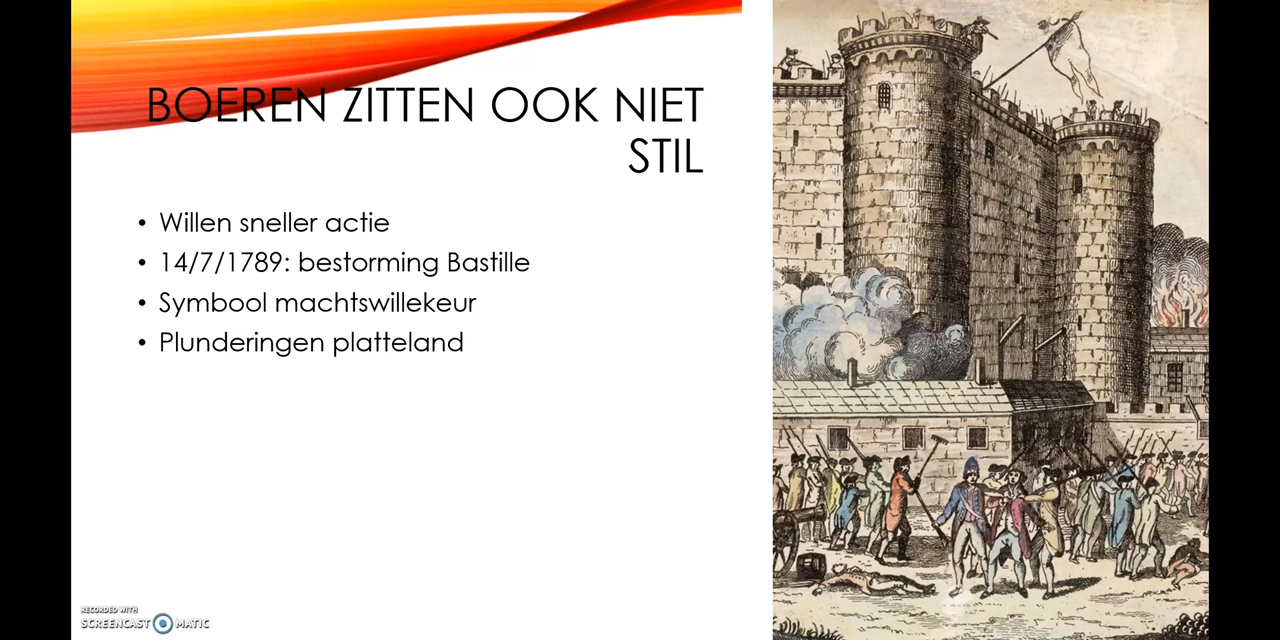 BOEREN ZITTEN OOK NIET
STIL
• Willen sneller actie
• 14/7/1789: bestorming Bastille
• Symbool machtswillekeur
• Plunderingen platteland
RECORDED WITH
SCREENCAST MATIC